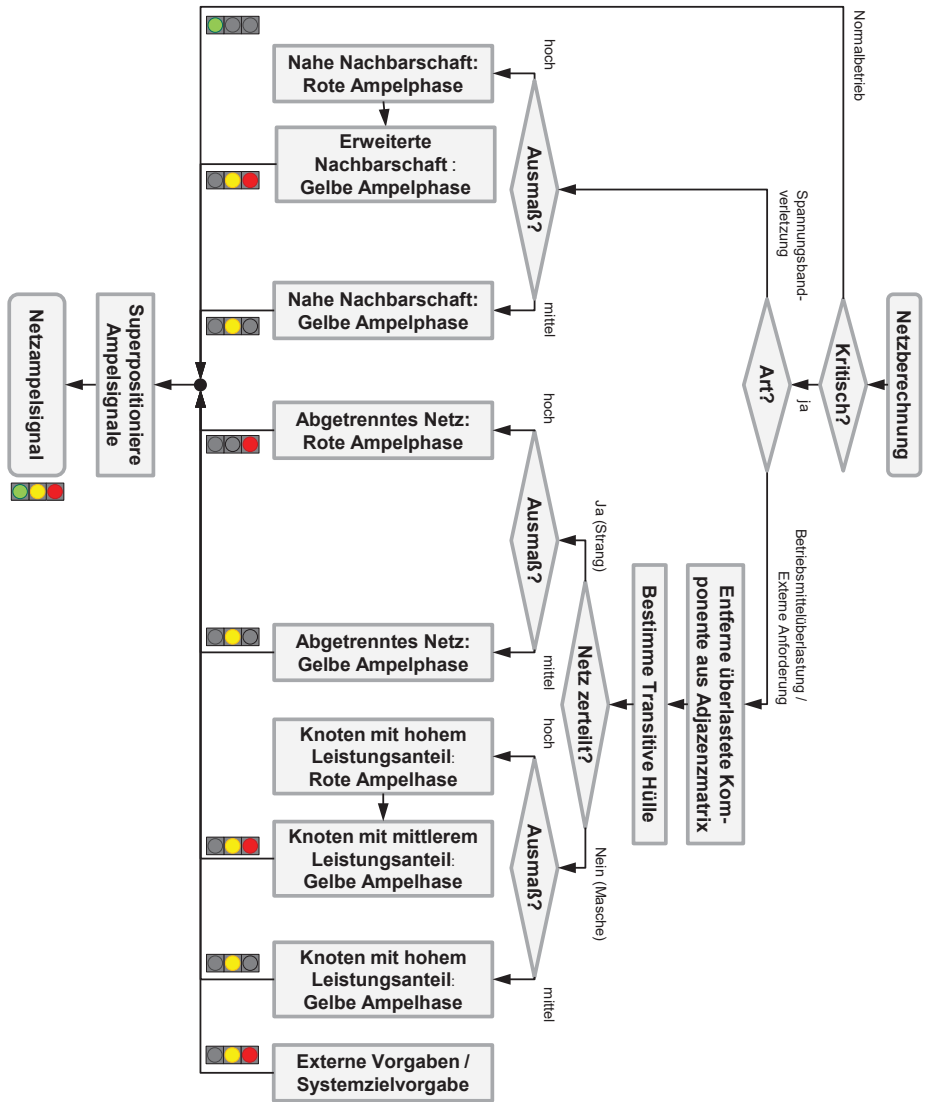 Netzberechnung
Kritisch?
Normalbetrieb
ja
Art?
Spannungsband-
verletzung
Betriebsmittelüberlastung /
Externe Anforderung
Entferne überlastete Kom-
ponente aus Adjazenzmatrix
Bestimme Transitive Hülle
Netz zerteilt?
Ja (Strang)
Nein (Masche)
Ausmaß?
hoch
mittel
Ausmaß?
hoch
mittel
Ausmaß?
hoch
mittel
Nahe Nachbarschaft:
Rote Ampelphase
Erweiterte
Nachbarschaft :
Gelbe Ampelphase
Nahe Nachbarschaft:
Gelbe Ampelphase
Abgetrenntes Netz:
Rote Ampelphase
Abgetrenntes Netz:
Gelbe Ampelphase
Knoten mit hohem
Leistungsanteil:
Rote Ampelhase
Knoten mit mittlerem
Leistungsanteil:
Gelbe Ampelhase
Knoten mit hohem
Leistungsanteil:
Gelbe Ampelhase
Externe Vorgaben /
Systemzielvorgabe
Superpositioniere
Ampelsignale
Netzampelsignal